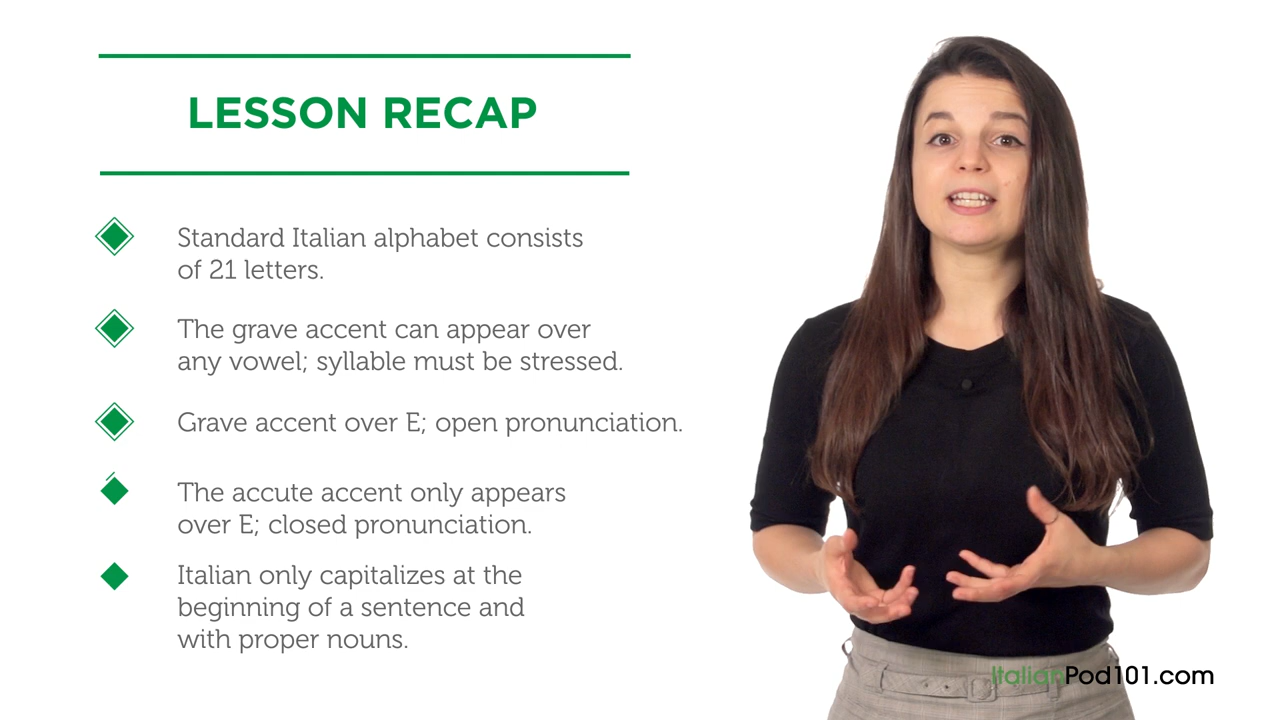 LESSON RECAP
Standard Italian alphabet consists
of 21 letters.
The grave accent can appear over
any vowel; syllable must be stressed.
Grave accent over E; open pronunciation.
The accute accent only appears
over E; closed pronunciation.
Italian only capitalizes at the
beginning of a sentence and
with proper nouns.
ItalianPod101.com